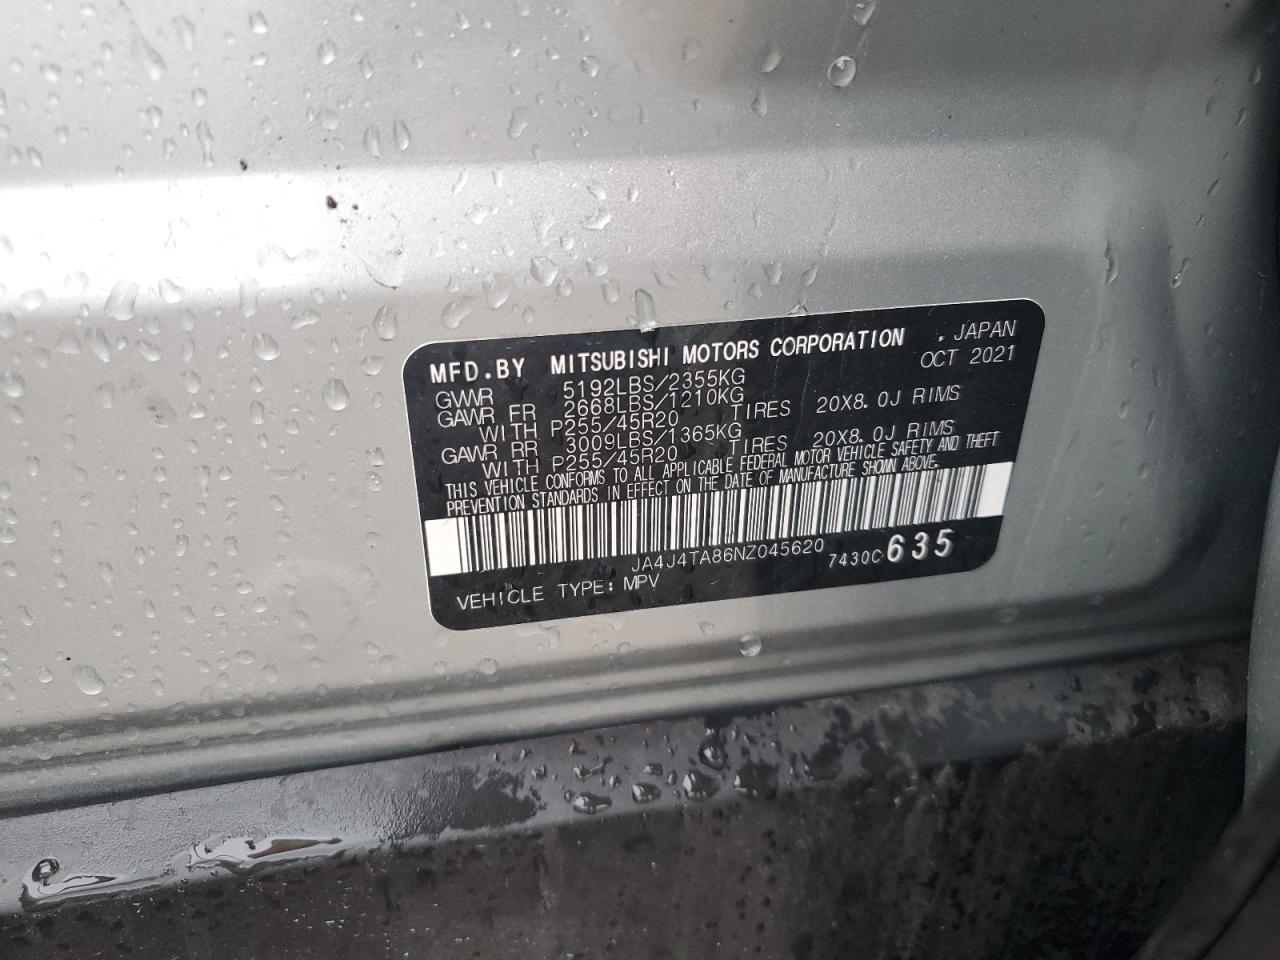 MFD.BY MITSUBISHI MOTORS CORPORATION , JAPAN
GVWR 5192LBS/2355KG OCT 2021
GAWR FR 2668LBS/1210KG
WITH P255/45R20 TIRES 20X8.0J RIMS
GAWR RR 3009LBS/1365KG
WITH P255/45R20 TIRES 20X8.0J RIMS
THIS VEHICLE CONFORMS TO ALL APPLICABLE FEDERAL MOTOR VEHICLE SAFETY AND THEFT
PREVENTION STANDARDS IN EFFECT ON THE DATE OF MANUFACTURE SHOWN ABOVE.
JA4J4TA86NZ045620 7430C 635
VEHICLE TYPE: MPV